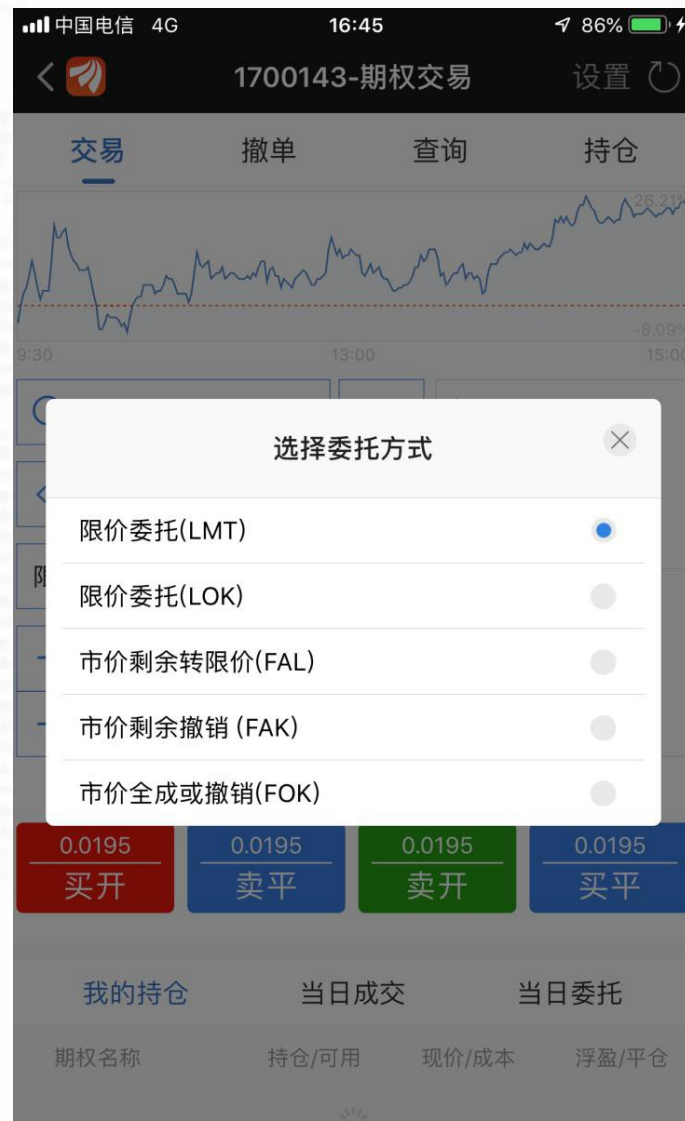 中国电信 4G 16:45 86%
1700143-期权交易 设置
交易 撤单 查询 持仓
26.21%
-8.09%
9:30 13:00 15:00
选择委托方式
限价委托(LMT)
限
限价委托(LOK)
市价剩余转限价(FAL)
市价剩余撤销 (FAK)
市价全成或撤销(FOK)
0.0195 0.0195 0.0195 0.0195
买开 卖平 卖开 买平
我的持仓 当日成交 当日委托
期权名称 持仓/可用 现价/成本 浮盈/平仓